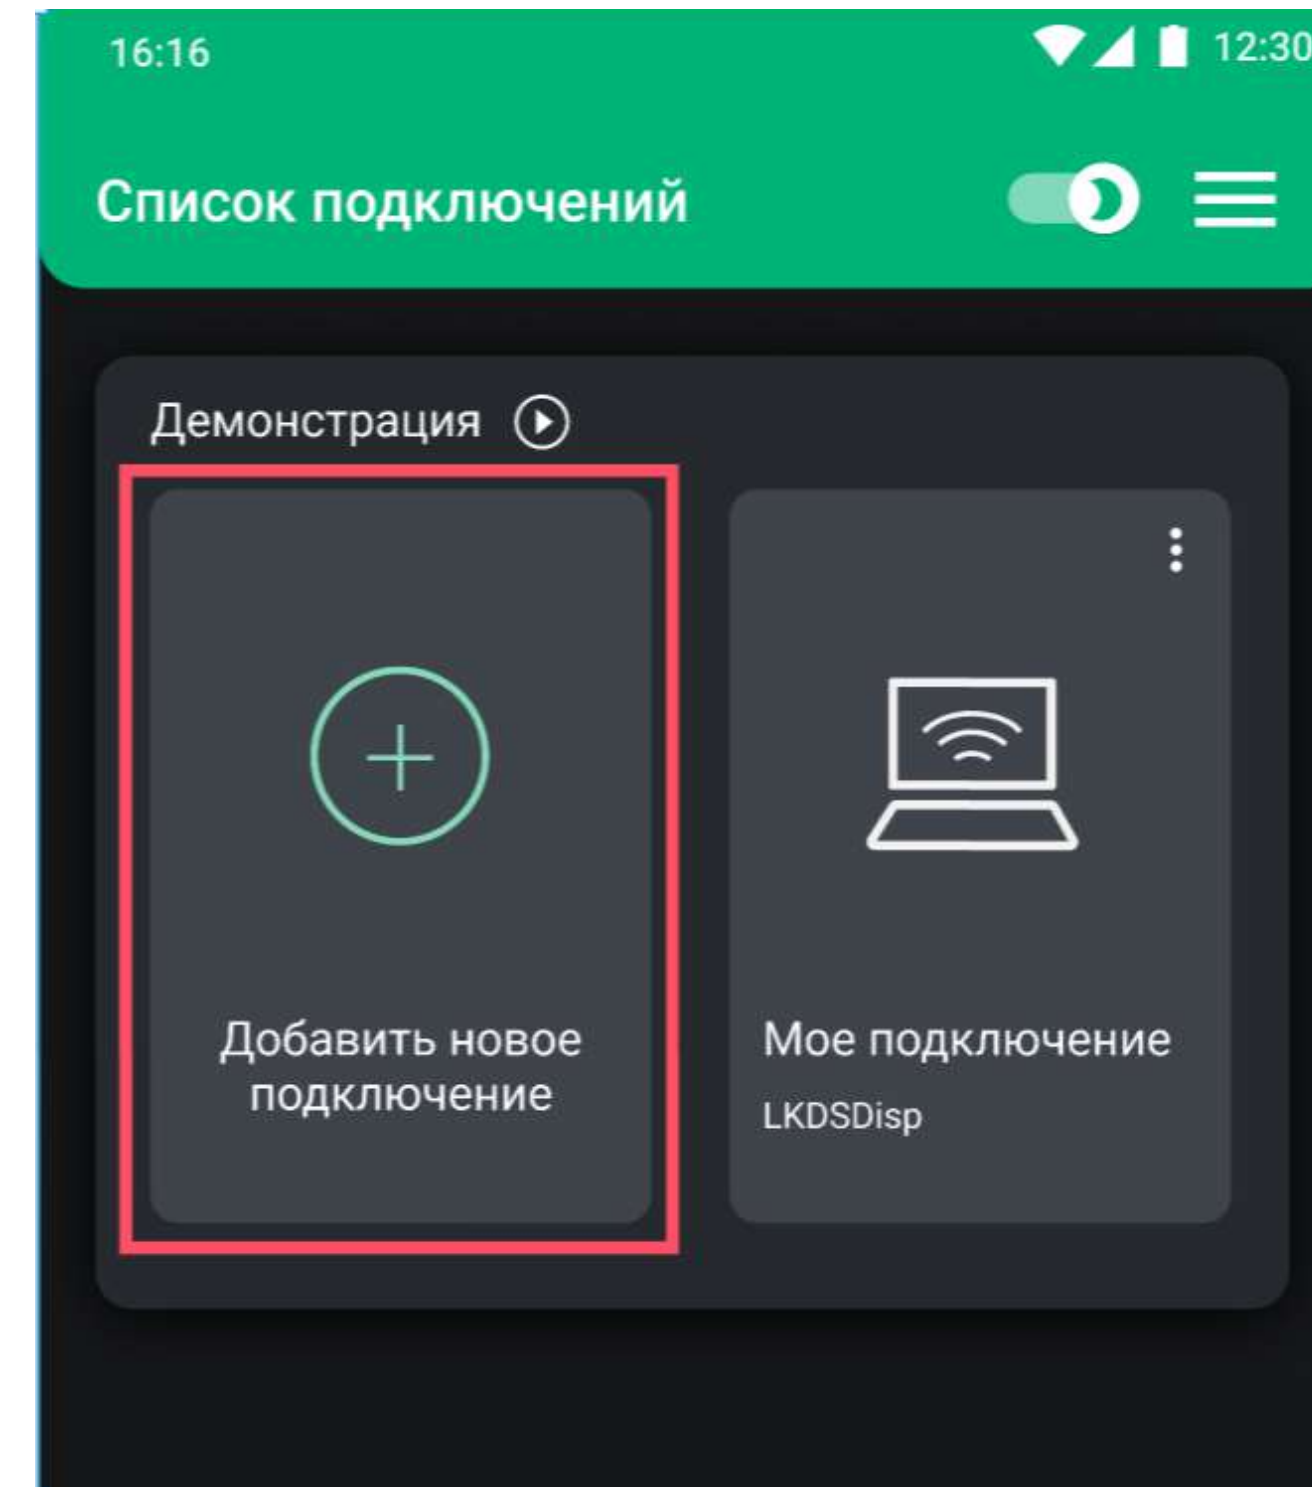 16:16
12:30
Список подключений
Демонстрация
Добавить новое
подключение
Мое подключение
LKDSDisp